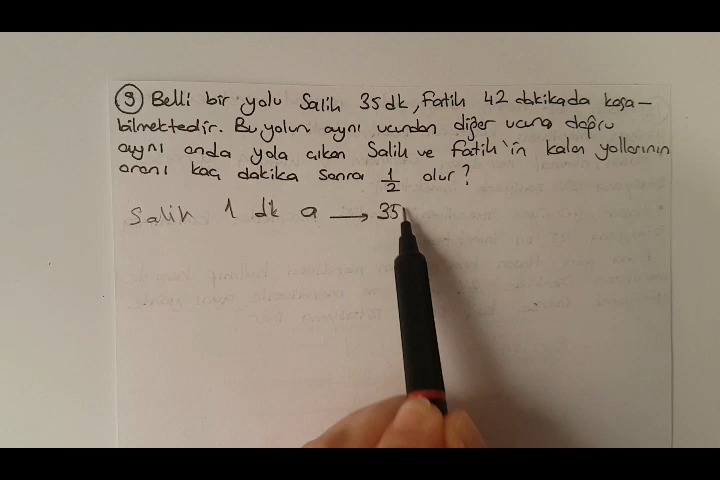 9 Belli bir yolu Salih 35 dk, Fatih 42 dakikada koşa-
bilmektedir. Bu yolun aynı ucundan diğer ucuna doğru
aynı anda yola çıkan Salih ve Fatih'in kalan yollarının
oranı kaç dakika sonra 1/2 olur?
Salih 1 dk a → 35